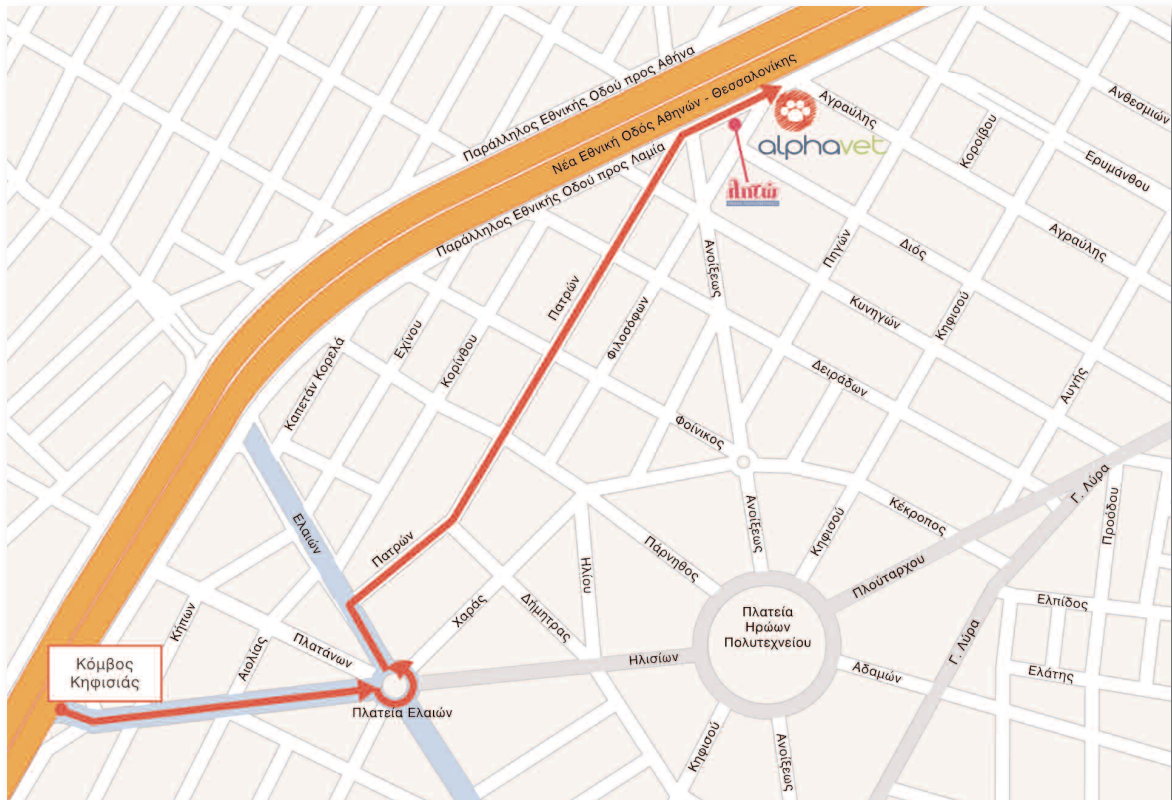 Παράλληλος Εθνικής Οδού προς Αθήνα
Νέα Εθνική Οδός Αθηνών - Θεσσαλονίκης
Παράλληλος Εθνικής Οδού προς Λαμία
Αγραύλης
Κοροίβου
Ανθεσμιών
Ερυμάνθου
alphavet
λητώ
Ανοίξεως
Πηγών
Διός
Αγραύλης
Πατρών
Φιλοσόφων
Κυνηγών
Κηφισού
Καπετάν Κορελά
Εχίνου
Κορίνθου
Δειράδων
Αυγής
Φοίνικος
Γ. Λύρα
Προόδου
Ελαιών
Πατρών
Ανοίξεως
Κηφισού
Κέκροπος
Πάρνηθος
Ηλίου
Πλούταρχου
Κήπων
Αιολίας
Πλατάνων
Χαράς
Δήμητρας
Πλατεία
Ηρώων
Πολυτεχνείου
Ελπίδος
Γ. Λύρα
Κόμβος
Κηφισιάς
Ηλισίων
Αδαμών
Ελάτης
Πλατεία Ελαιών
Κηφισού
Ανοίξεως